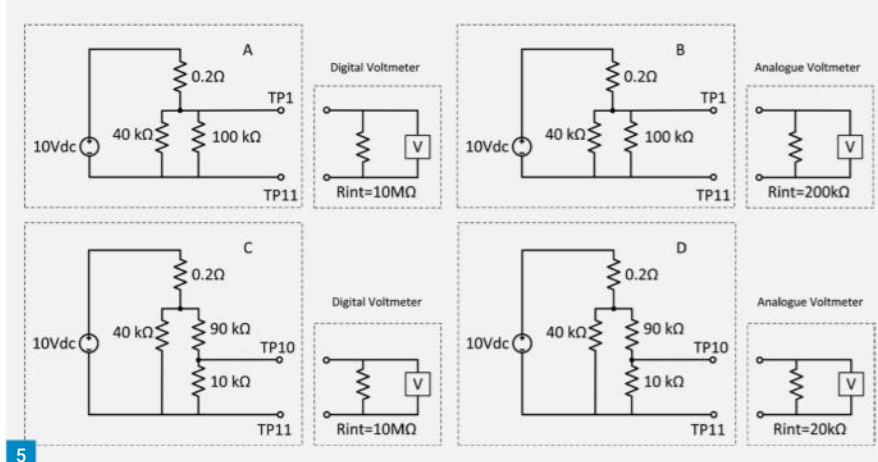 A
0.2Ω
TP1
40 kΩ
100 kΩ
10Vdc
TP11
Digital Voltmeter
V
Rint=10MΩ
B
0.2Ω
TP1
40 kΩ
100 kΩ
10Vdc
TP11
Analogue Voltmeter
V
Rint=200kΩ
C
0.2Ω
40 kΩ
90 kΩ
10Vdc
TP10
10 kΩ
TP11
Digital Voltmeter
V
Rint=10MΩ
D
0.2Ω
40 kΩ
90 kΩ
10Vdc
TP10
10 kΩ
TP11
Analogue Voltmeter
V
Rint=20kΩ
5